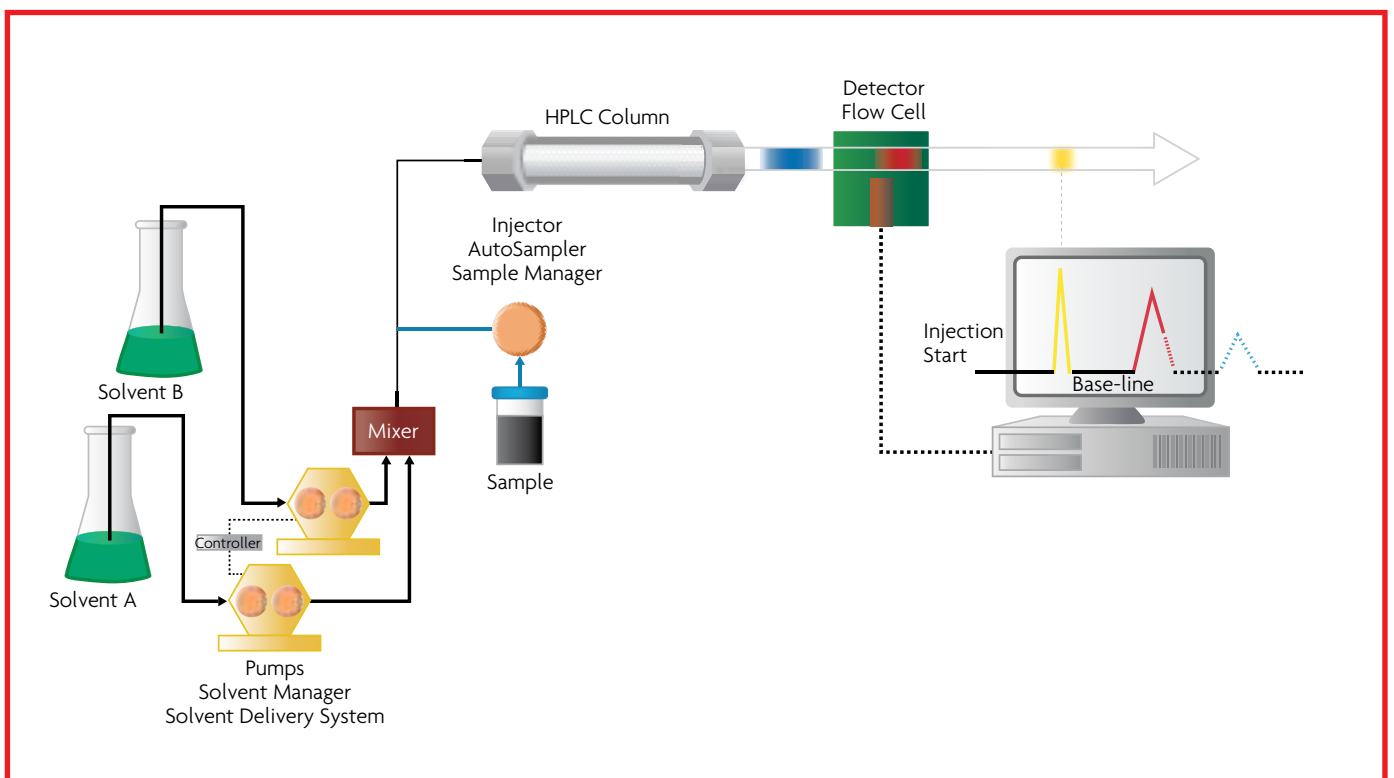 HPLC Column
Detector
Flow Cell
Injector
AutoSampler
Sample Manager
Solvent B
Mixer
Sample
Injection
Start
Base-line
Controller
Solvent A
Pumps
Solvent Manager
Solvent Delivery System